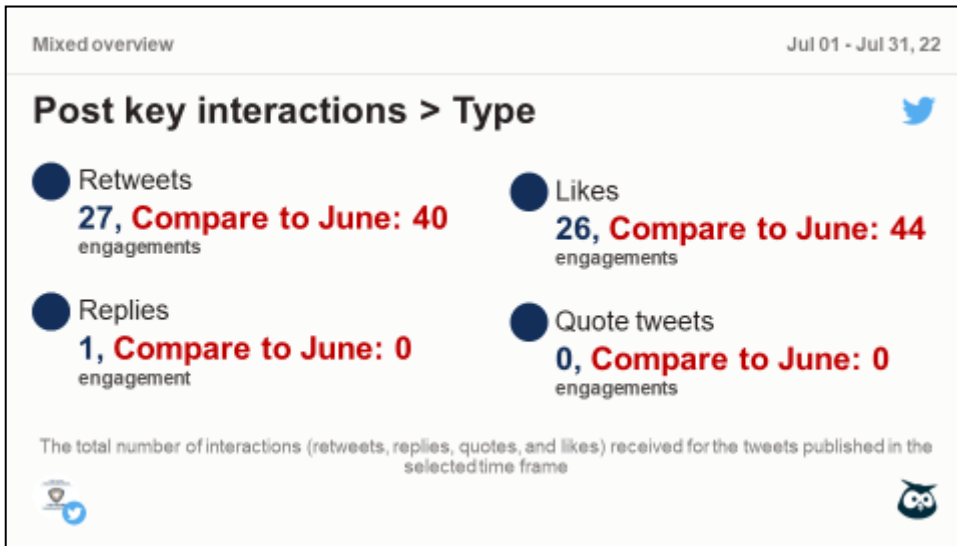 Mixed overview
Jul 01 - Jul 31, 22
Post key interactions > Type
Retweets
27, Compare to June: 40
engagements
Likes
26, Compare to June: 44
engagements
Replies
1, Compare to June: 0
engagement
Quote tweets
0, Compare to June: 0
engagements
The total number of interactions (retweets, replies, quotes, and likes) received for the tweets published in the
selected time frame